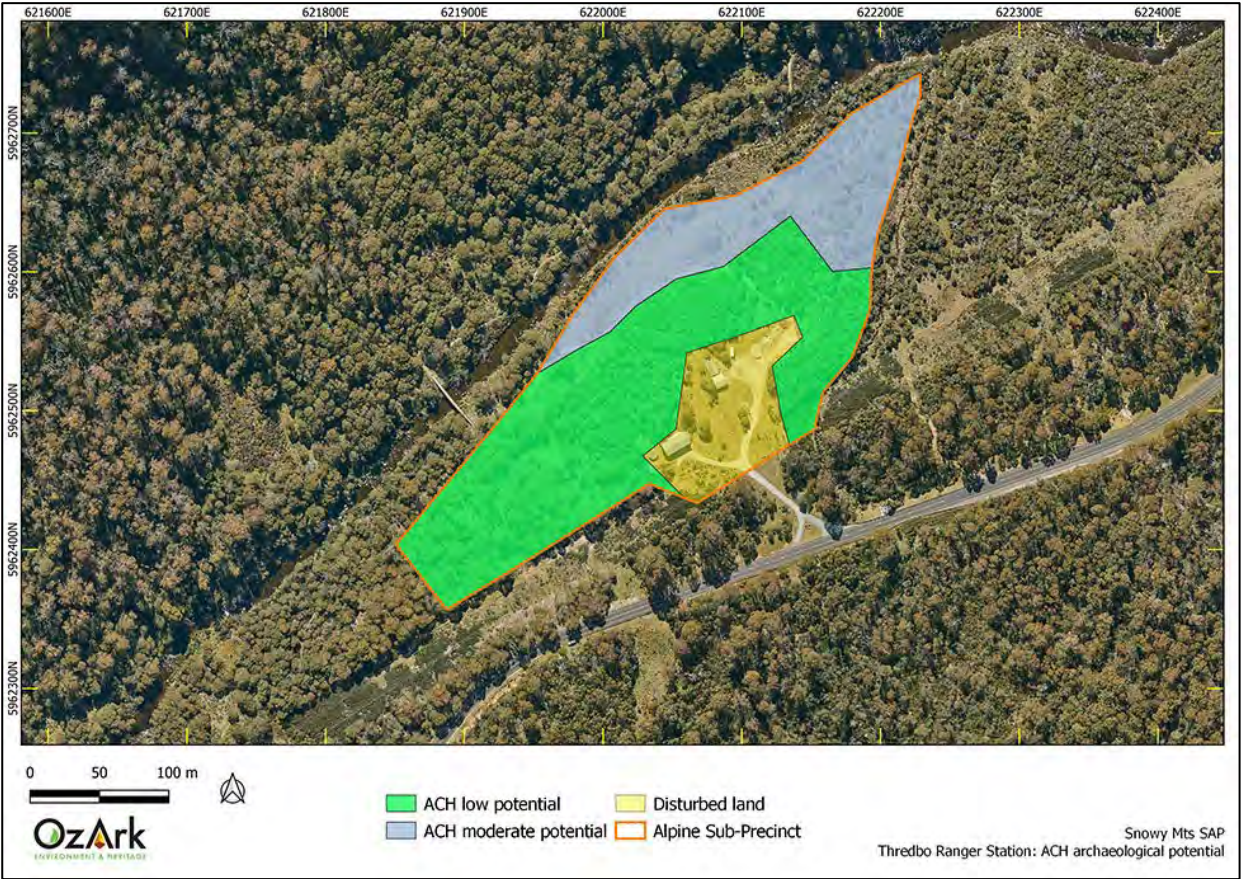 621600E 621700E 621800E 621900E 622000E 622100E 622200E 622300E 622400E
5962700N
5962600N
5962500N
5962400N
5962300N
0 50 100 m
ACH low potential
Disturbed land
ACH moderate potential
Alpine Sub-Precinct
OzArk
ENVIRONMENT & HERITAGE
Snowy Mts SAP
Thredbo Ranger Station: ACH archaeological potential